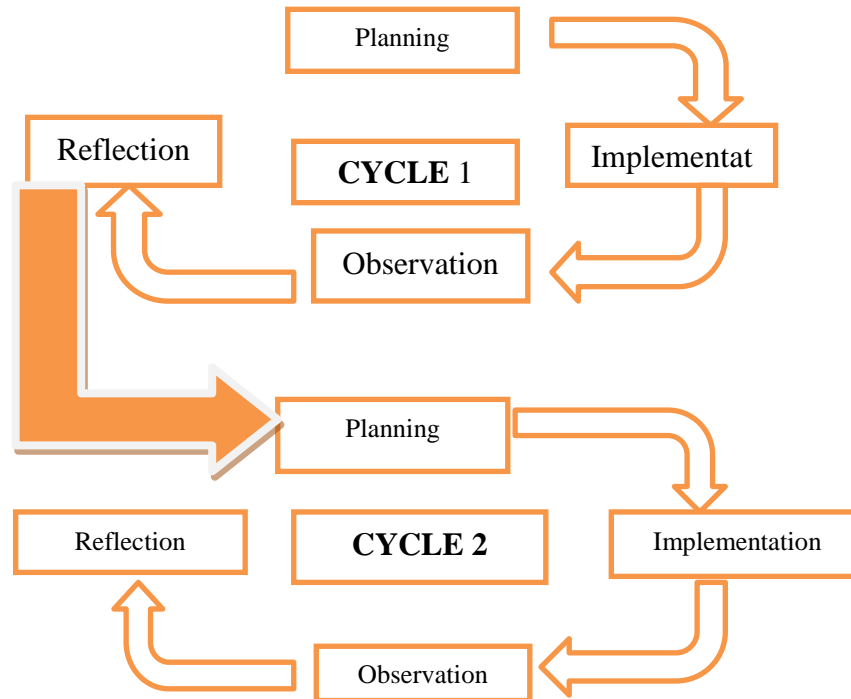 Planning
Reflection
CYCLE 1
Implementat
Observation
Planning
Reflection
CYCLE 2
Implementation
Observation